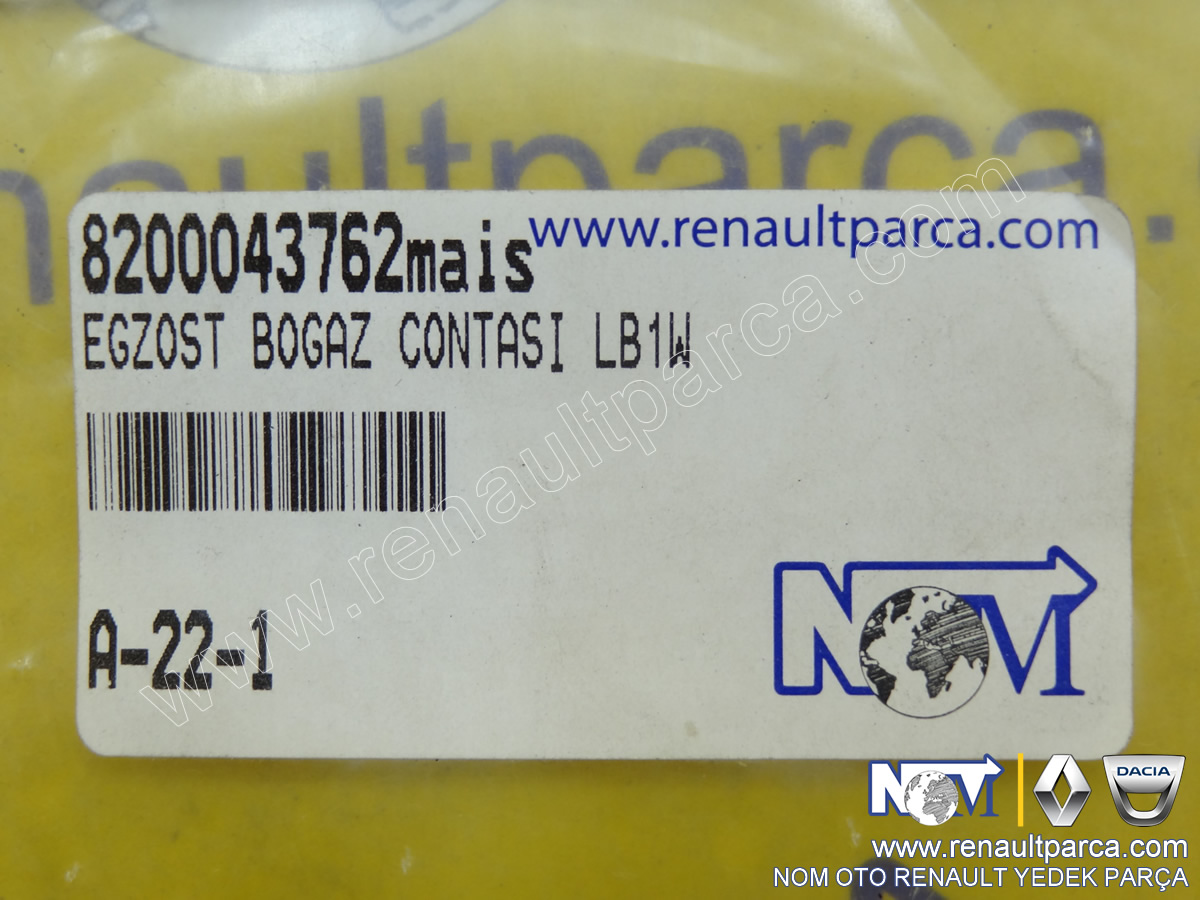 renaultparca.
8200043762mais
www.renaultparca.com
EGZOST BOGAZ CONTASI LB1W
www.renaultparca.com
A-22-1
NOM
NOM
DACIA
www.renaultparca.com
NOM OTO RENAULT YEDEK PARÇA